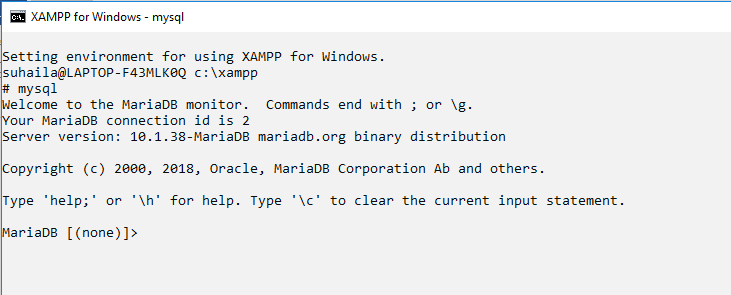 XAMPP for Windows - mysql
Setting environment for using XAMPP for Windows.
suhaila@LAPTOP-F43MLK0Q c:\xampp
# mysql
Welcome to the MariaDB monitor.  Commands end with ; or \g.
Your MariaDB connection id is 2
Server version: 10.1.38-MariaDB mariadb.org binary distribution
Copyright (c) 2000, 2018, Oracle, MariaDB Corporation Ab and others.
Type 'help;' or '\h' for help. Type '\c' to clear the current input statement.
MariaDB [(none)]>